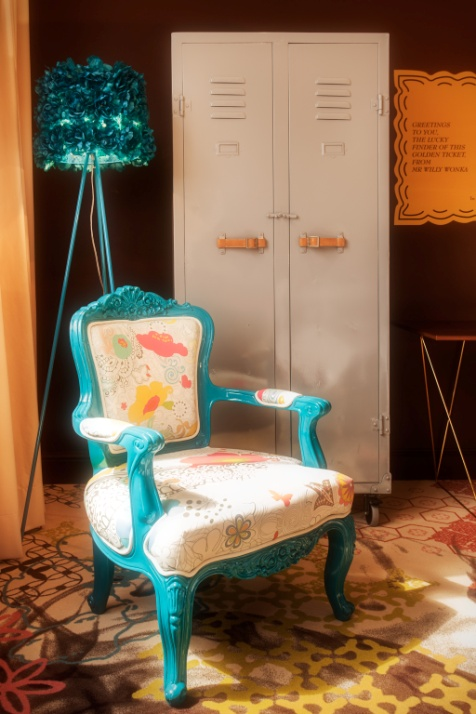 GREETINGS
TO YOU,
THE LUCKY
FINDER OF THIS
GOLDEN TICKET,
FROM
MR WILLY WONKA